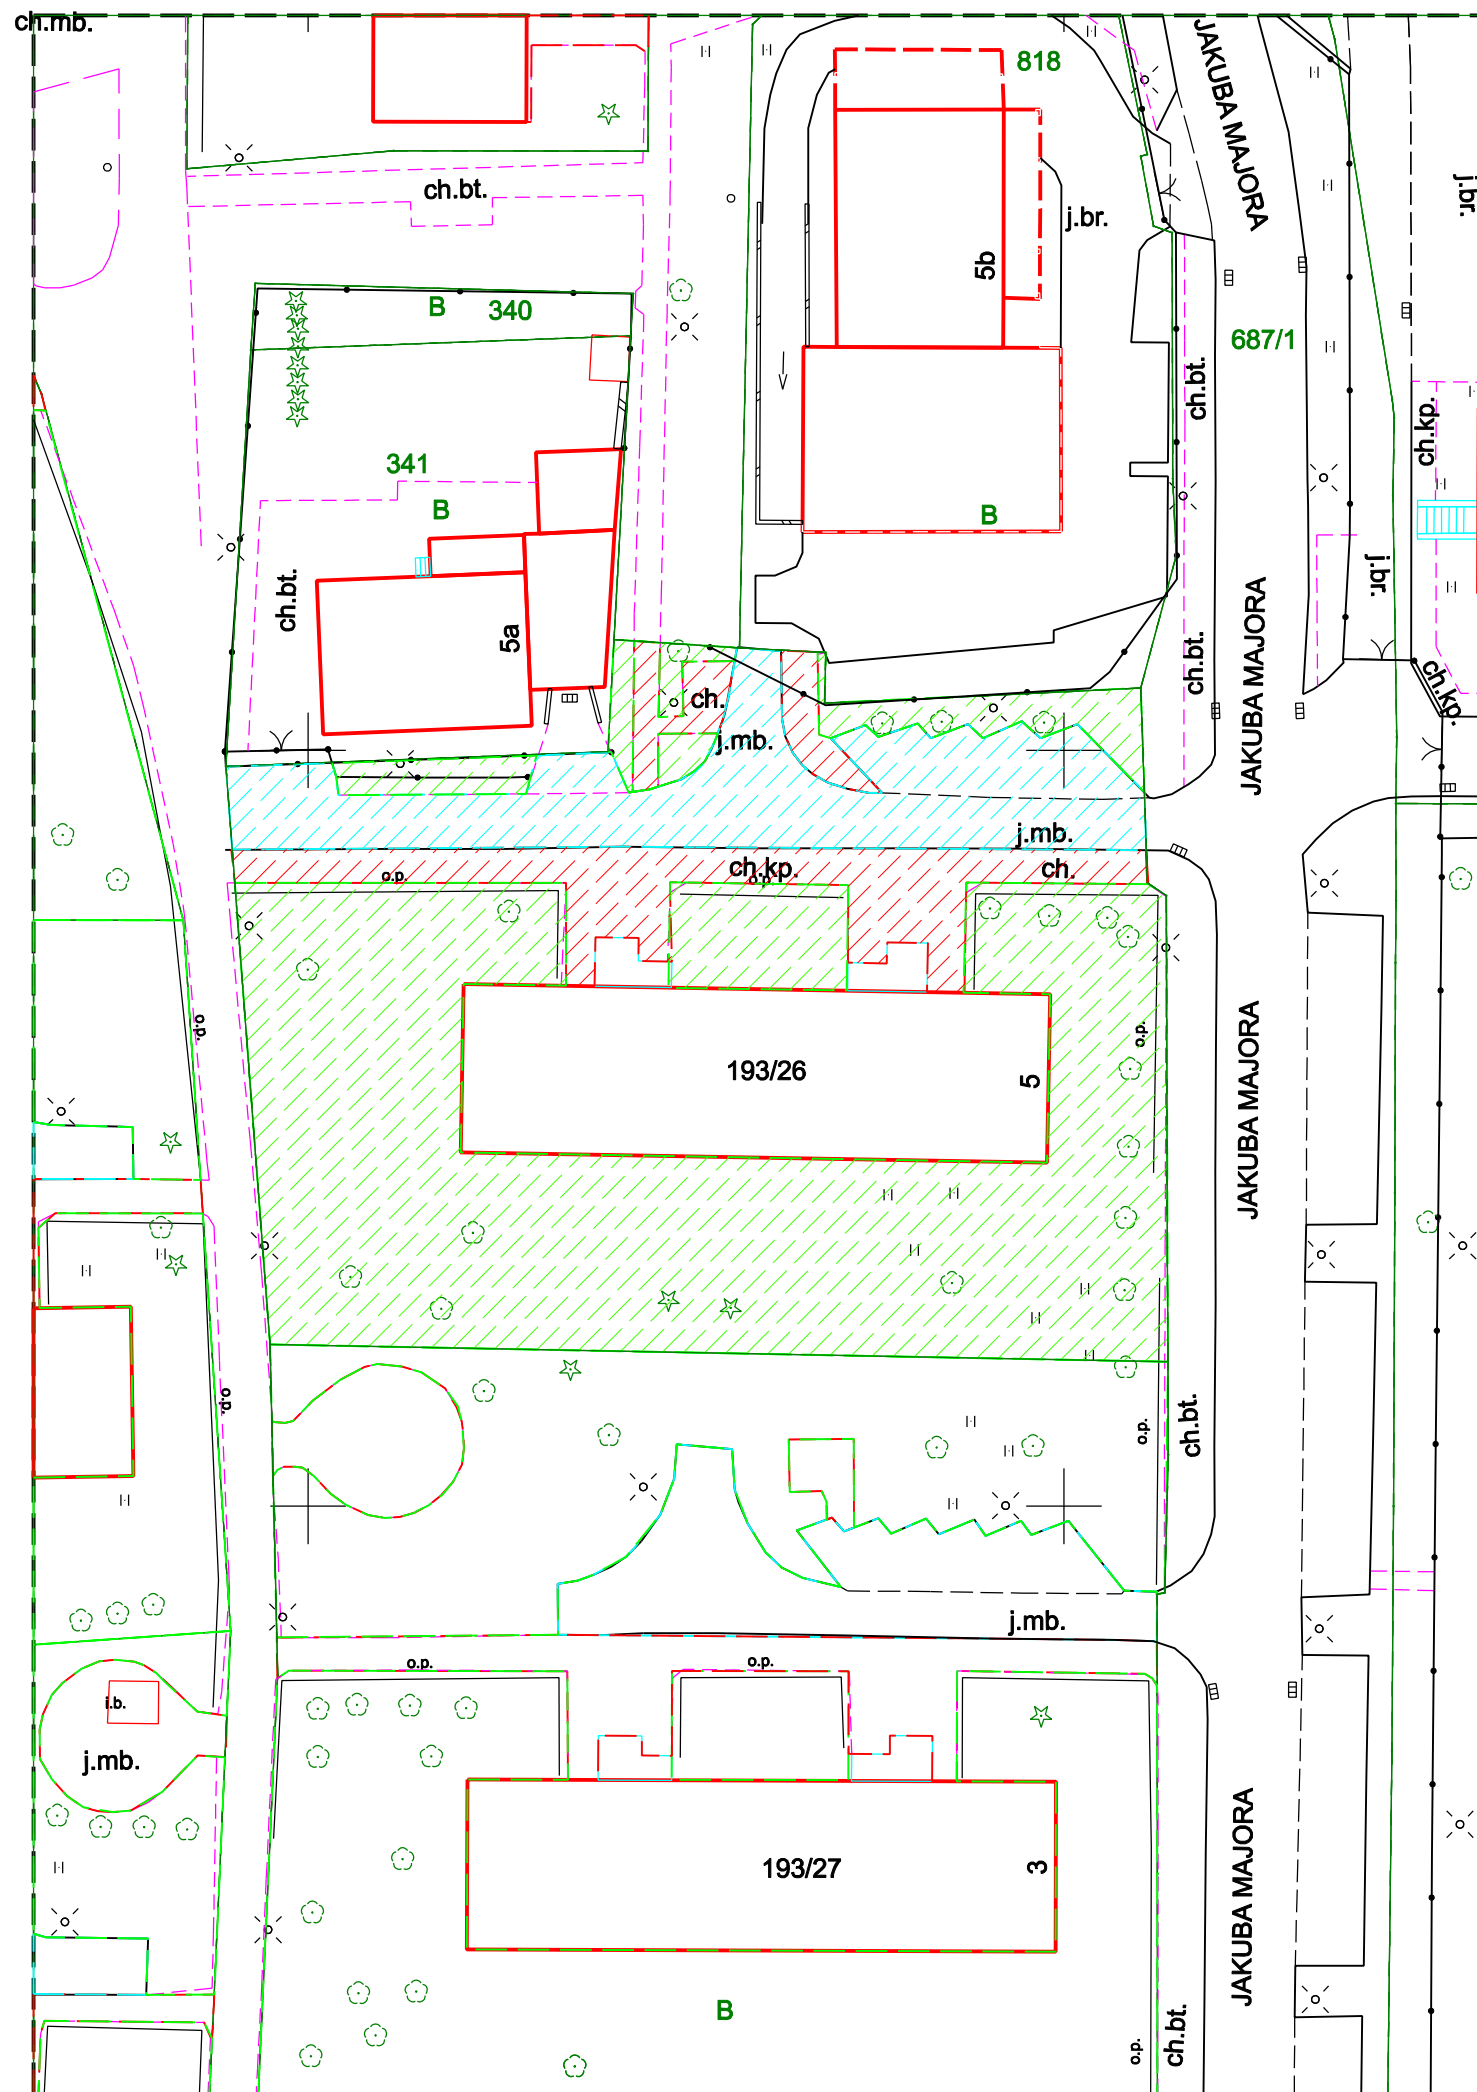 ch.mb.
JAKUBA MAJORA
818
ch.bt.
j.br.
j.br.
5b
B
340
687/1
ch.bt.
ch.kp.
341
B
B
j.br.
ch.bt.
5a
JAKUBA MAJORA
ch.bt.
ch.kp.
ch.
j.mb.
j.mb.
ch.kp.
ch.
o.p.
o.p.
o.p.
o.p.
193/26
5
JAKUBA MAJORA
o.p.
o.p.
ch.bt.
j.mb.
o.p.
o.p.
i.b.
j.mb.
193/27
3
JAKUBA MAJORA
B
o.p.
ch.bt.